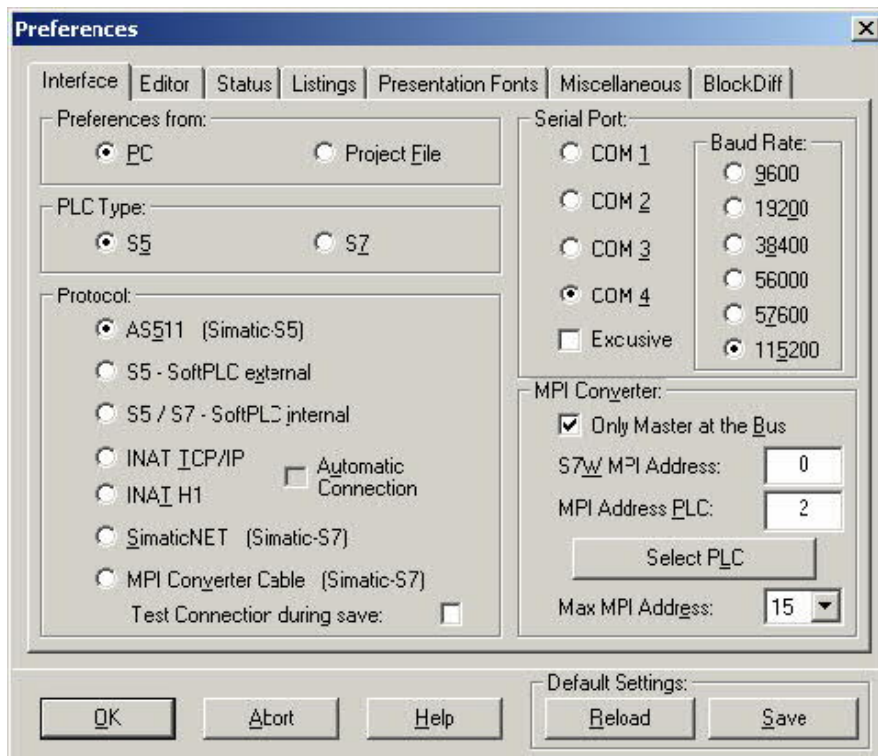 Preferences
Interface Editor Status Listings Presentation Fonts Miscellaneous BlockDiff
Preferences from:
PC Project File
PLC Type:
S5 S7
Protocol:
AS511 (Simatic-S5)
S5 - SoftPLC external
S5 / S7 - SoftPLC internal
INAT TCP/IP
INAT H1
Automatic
Connection
SimaticNET (Simatic-S7)
MPI Converter Cable (Simatic-S7)
Test Connection during save:
Serial Port:
COM 1
COM 2
COM 3
COM 4
Excusive
Baud Rate:
9600
19200
38400
56000
57600
115200
MPI Converter:
Only Master at the Bus
S7W MPI Address: 0
MPI Address PLC: 2
Select PLC
Max MPI Address: 15
Default Settings:
OK Abort Help Reload Save